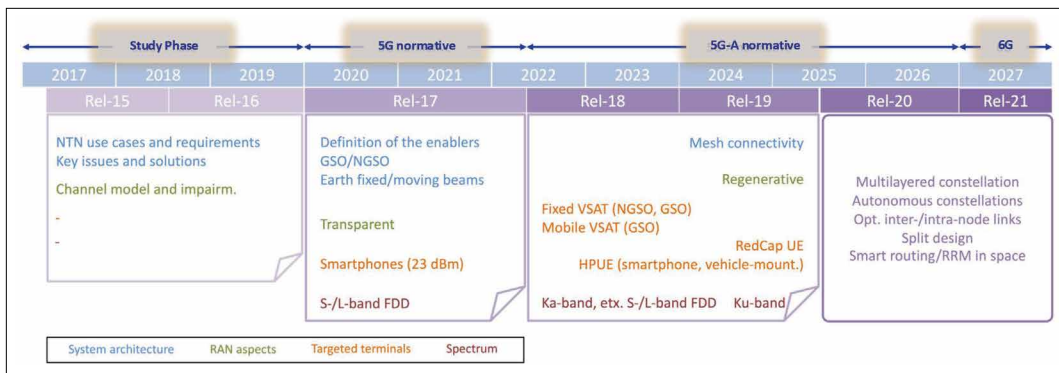 Study Phase 5G normative 5G-A normative 6G
2017 2018 2019 2020 2021 2022 2023 2024 2025 2026 2027
Rel-15 Rel-16 Rel-17 Rel-18 Rel-19 Rel-20 Rel-21
NTN use cases and requirements
Key issues and solutions
Channel model and impairm.
-
-
Definition of the enablers
GSO/NGSO
Earth fixed/moving beams
Transparent
Smartphones (23 dBm)
S-/L-band FDD
Mesh connectivity
Regenerative
Fixed VSAT (NGSO, GSO)
Mobile VSAT (GSO)
RedCap UE
HPUE (smartphone, vehicle-mount.)
Ka-band, etx. S-/L-band FDD Ku-band
Multilayered constellation
Autonomous constellations
Opt. inter-/intra-node links
Split design
Smart routing/RRM in space
System architecture RAN aspects Targeted terminals Spectrum